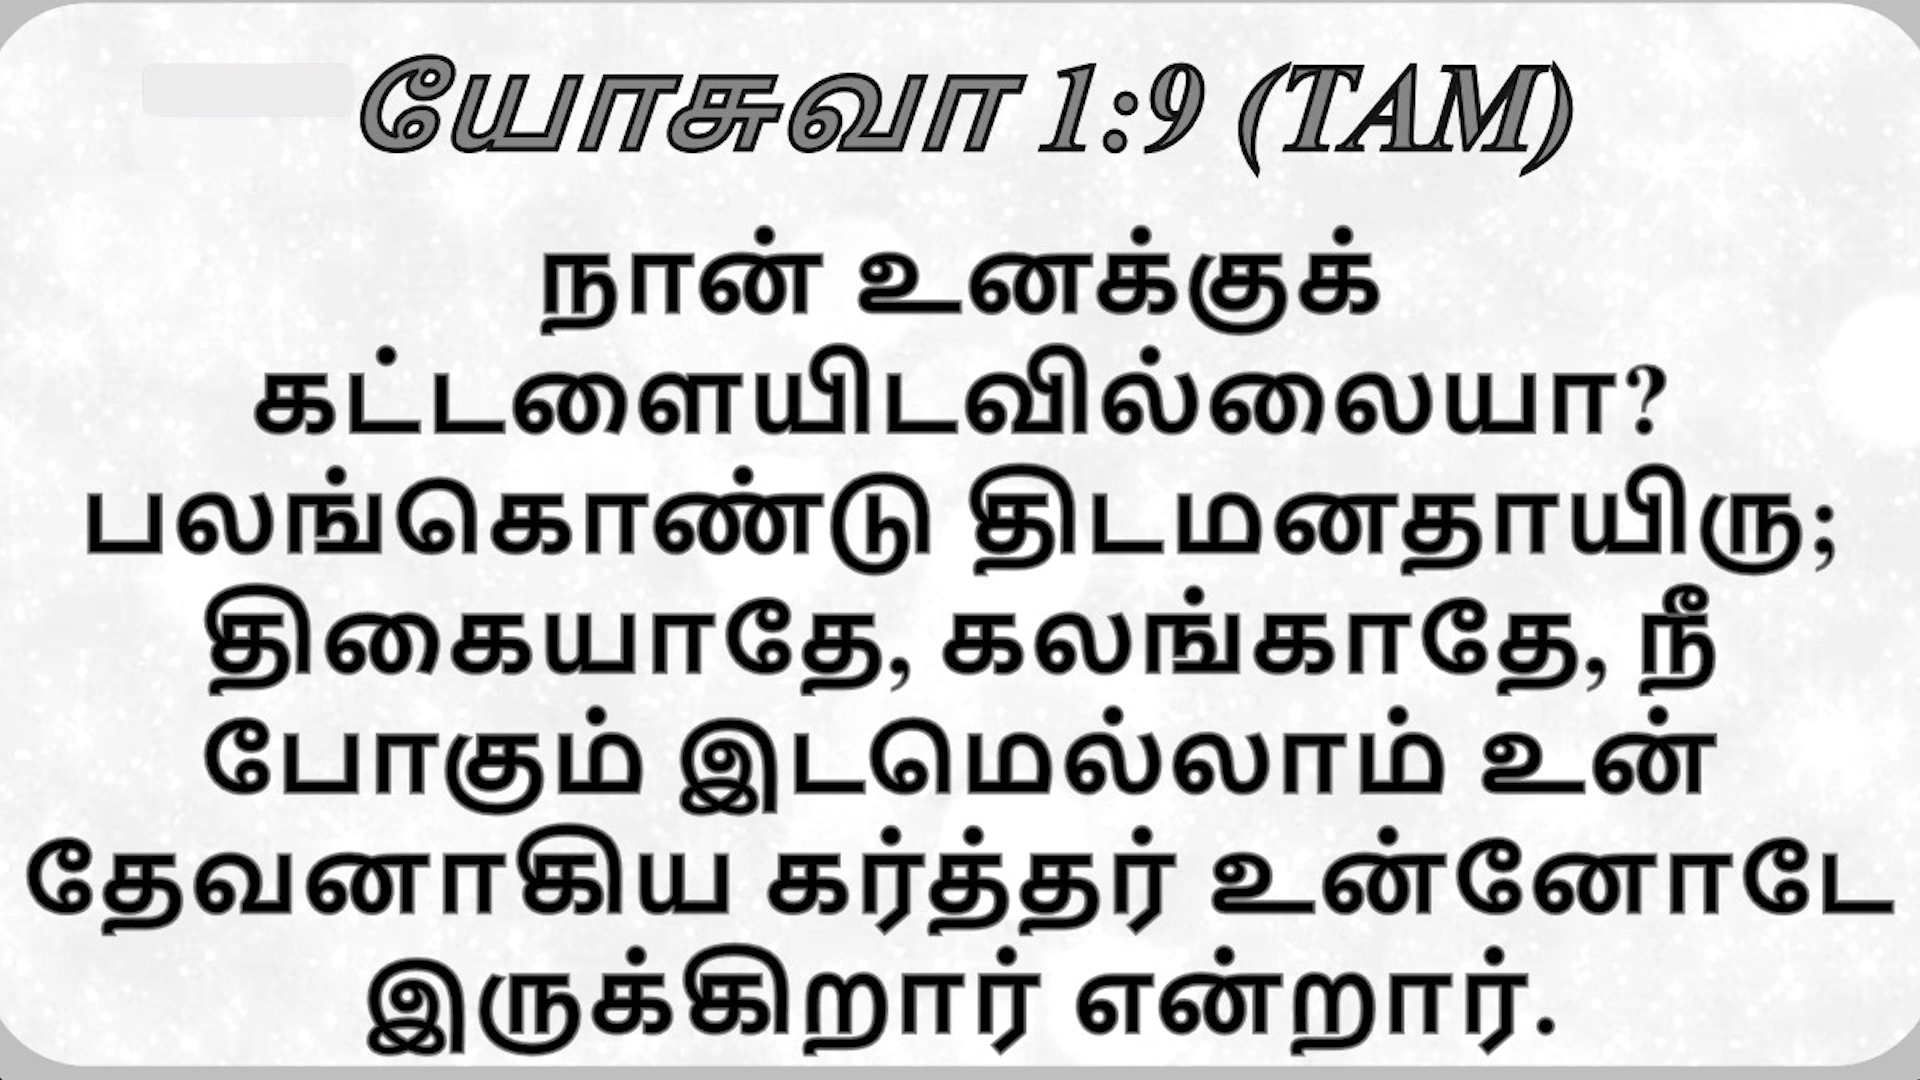 யோசுவா 1:9 (TAM)
நான் உனக்குக்
கட்டளையிடவில்லையா?
பலங்கொண்டு திடமனதாயிரு;
திகையாதே, கலங்காதே, நீ
போகும் இடமெல்லாம் உன்
தேவனாகிய கர்த்தர் உன்னோடே
இருக்கிறார் என்றார்.